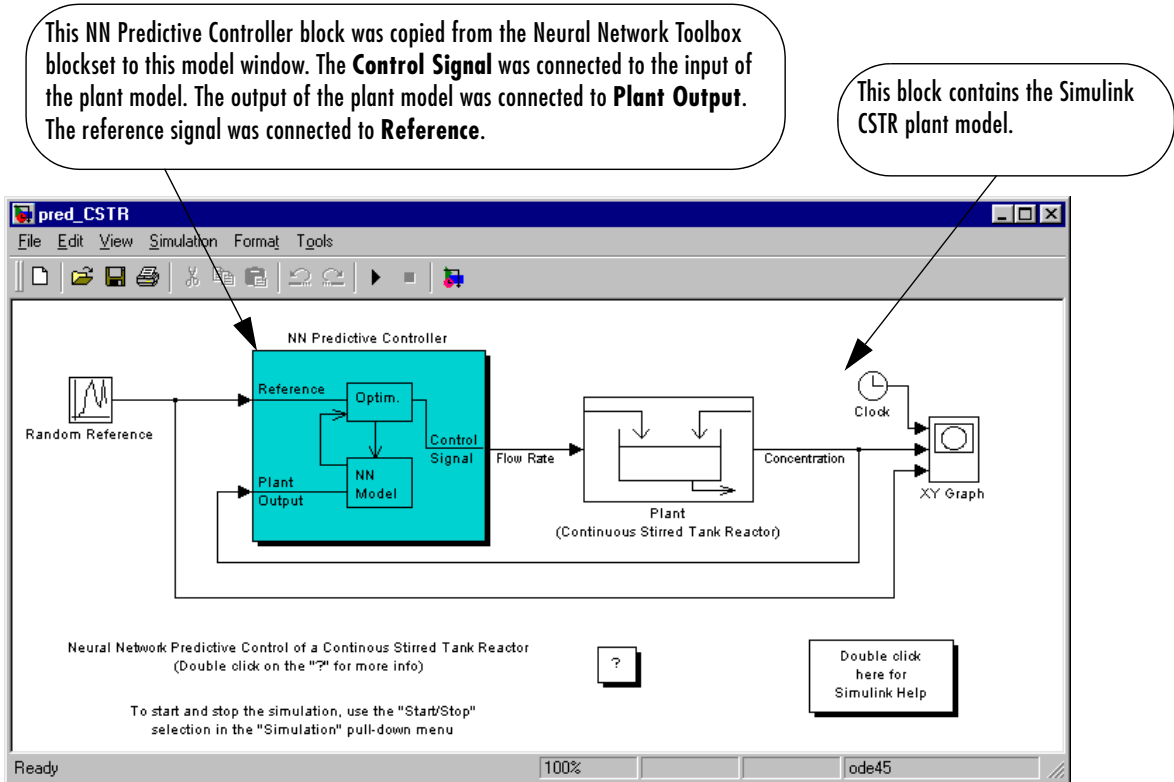 This NN Predictive Controller block was copied from the Neural Network Toolbox
blockset to this model window. The Control Signal was connected to the input of
the plant model. The output of the plant model was connected to Plant Output.
The reference signal was connected to Reference.
This block contains the Simulink
CSTR plant model.
pred_CSTR
File Edit View Simulation Format Tools
NN Predictive Controller
Reference
Optim.
Clock
Random Reference
Control
Signal
Flow Rate
Concentration
Plant
Output
NN
Model
XY Graph
Plant
(Continuous Stirred Tank Reactor)
Neural Network Predictive Control of a Continous Stirred Tank Reactor
(Double click on the "?" for more info)
?
Double click
here for
Simulink Help
To start and stop the simulation, use the "Start/Stop"
selection in the "Simulation" pull-down menu
Ready 100% ode45